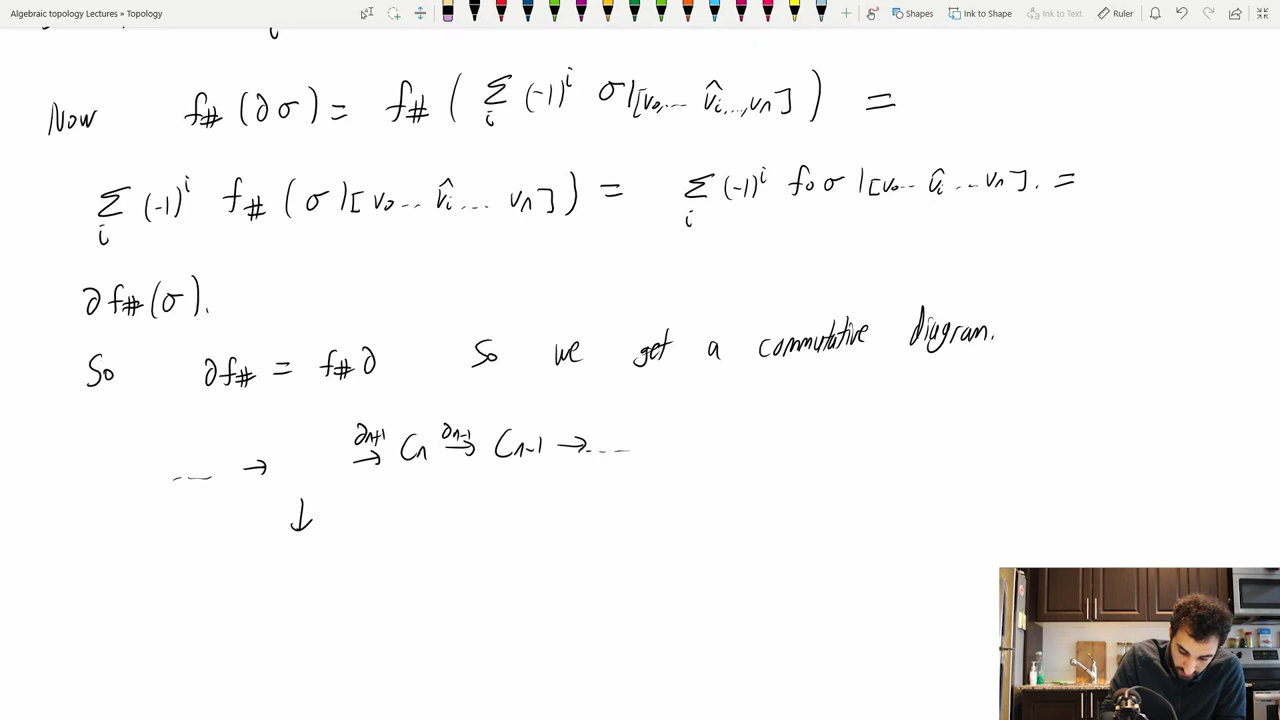 Algebraic topology Lectures » Topology
Shapes Ink to Shape Ink to Text Ruler
Now f#(∂σ) = f#( Σ_i (-1)^i σ|[v₀,... v̂ᵢ,...,vₙ] ) =
Σ_i (-1)^i f#( σ|[v₀... v̂ᵢ... vₙ] ) = Σ_i (-1)^i f∘σ|[v₀... v̂ᵢ...vₙ]. =
∂f#(σ).
So ∂f# = f#∂ So we get a commutative diagram.
... → ∂n+1→ Cn ∂n-1→ Cn-1 → ...
↓